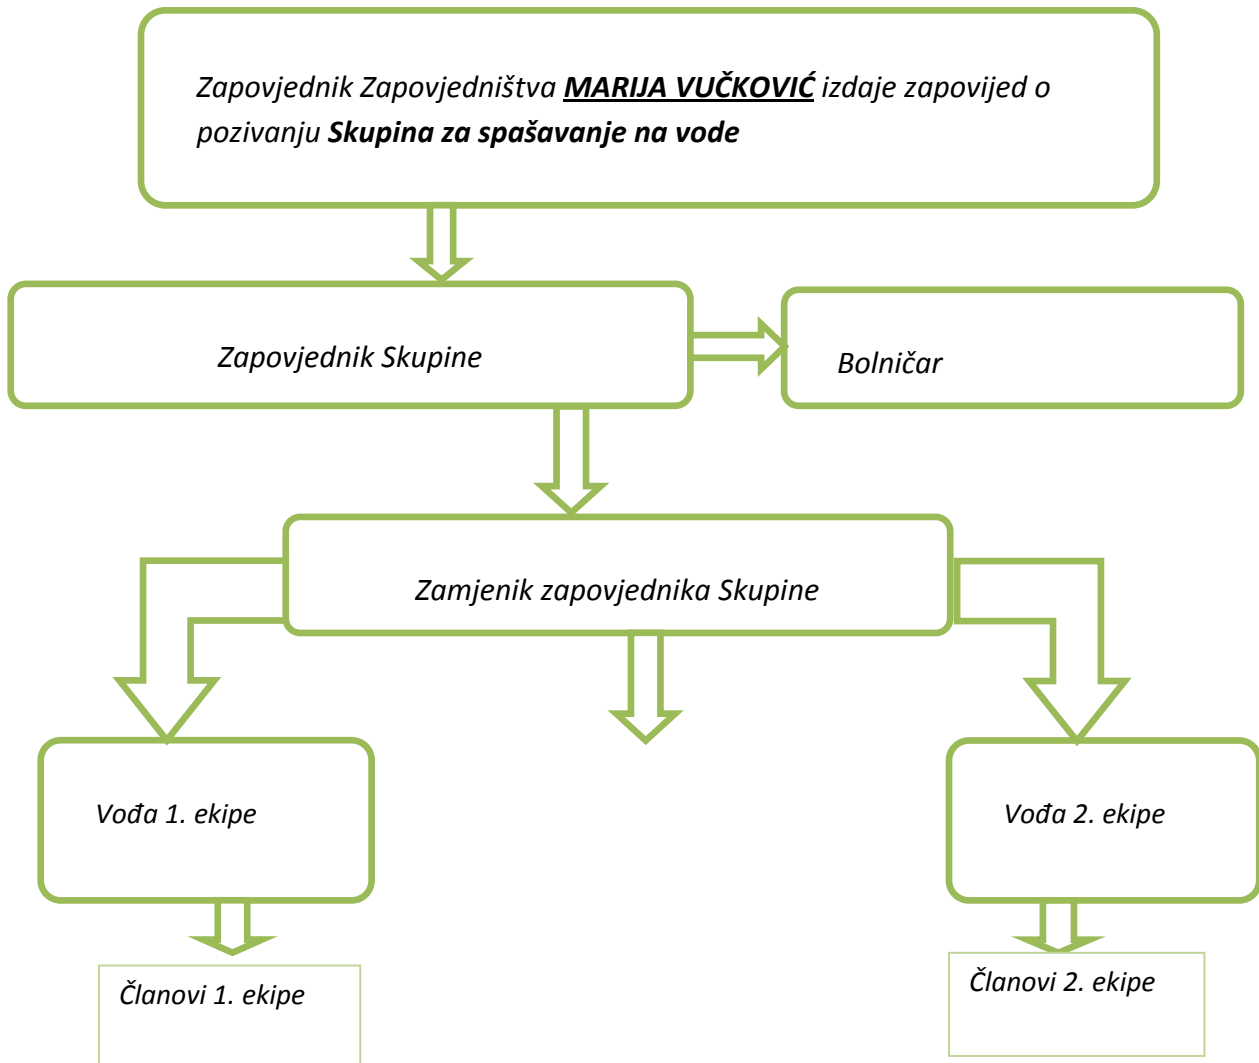 Zapovjednik Zapovjedništva MARIJA VUČKOVIĆ izdaje zapovijed o
pozivanju Skupina za spašavanje na vode
Zapovjednik Skupine
Bolničar
Zamjenik zapovjednika Skupine
Vođa 1. ekipe
Vođa 2. ekipe
Članovi 1. ekipe
Članovi 2. ekipe